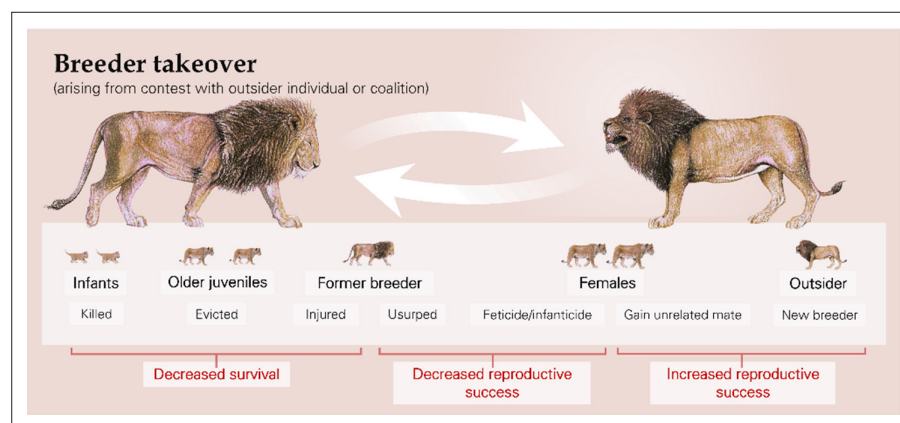 Breeder takeover
(arising from contest with outsider individual or coalition)
Infants
Older juveniles
Former breeder
Females
Outsider
Killed
Evicted
Injured
Usurped
Feticide/infanticide
Gain unrelated mate
New breeder
Decreased survival
Decreased reproductive
success
Increased reproductive
success